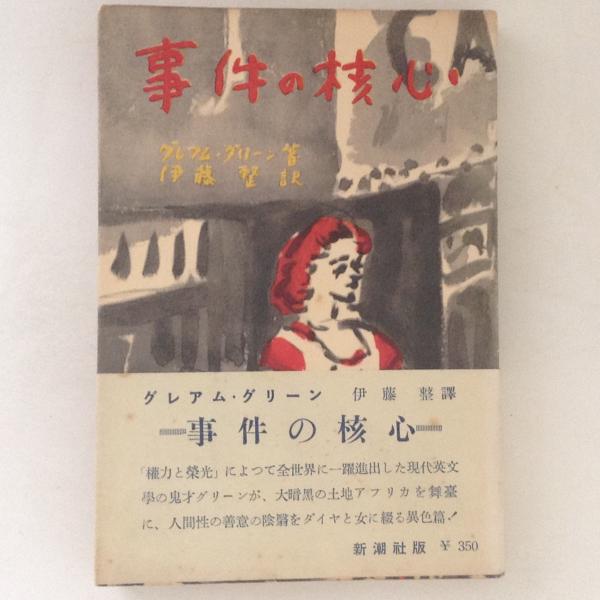 事件の核心
グレアム・グリーン著
伊藤整訳
グレアム・グリーン 伊藤 整譯
事件の核心
「權力と榮光」によつて全世界に一躍進出した現代英文
學の鬼才グリーンが、大暗黒の土地アフリカを舞臺
に、人間性の善意の陰翳をダイヤと女に綴る異色篇！
新潮社版 ￥350